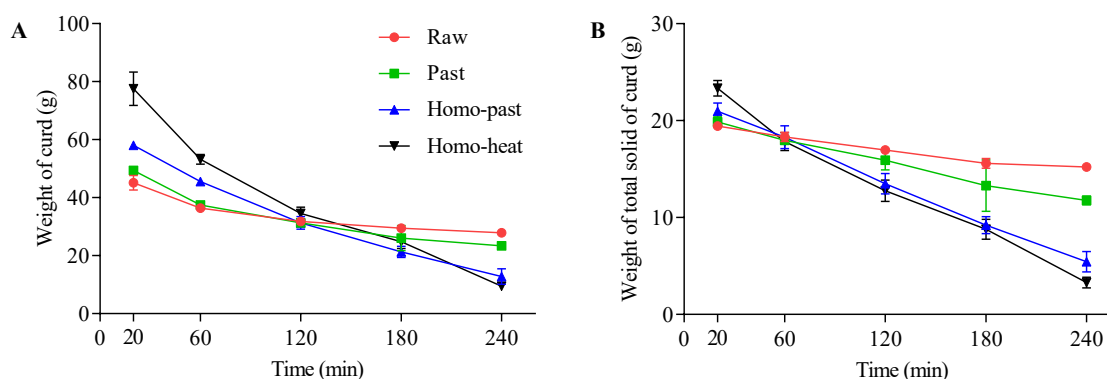 A
Weight of curd (g)
100
80
60
40
20
0
0 20 60 120 180 240
Time (min)
Raw
Past
Homo-past
Homo-heat
B
Weight of total solid of curd (g)
30
20
10
0
0 20 60 120 180 240
Time (min)